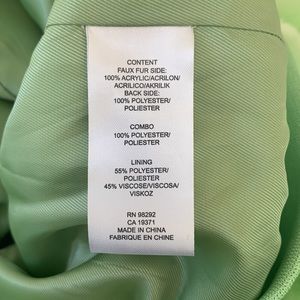 CONTENT
FAUX FUR SIDE:
100% ACRYLIC/ACRILON/
ACRILICO/AKRILIK
BACK SIDE:
100% POLYESTER/
POLIESTER
COMBO
100% POLYESTER/
POLIESTER
LINING
55% POLYESTER/
POLIESTER
45% VISCOSE/VISCOSA/
VISKOZ
RN 98292
CA 19371
MADE IN CHINA
FABRIQUE EN CHINE